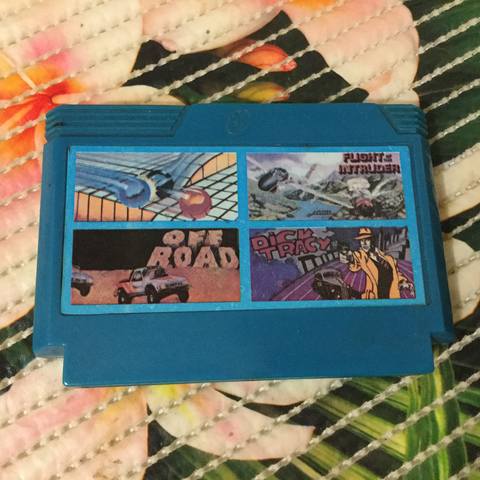 FLIGHT OF THE
INTRUDER
OFF
ROAD
DICK
TRACY